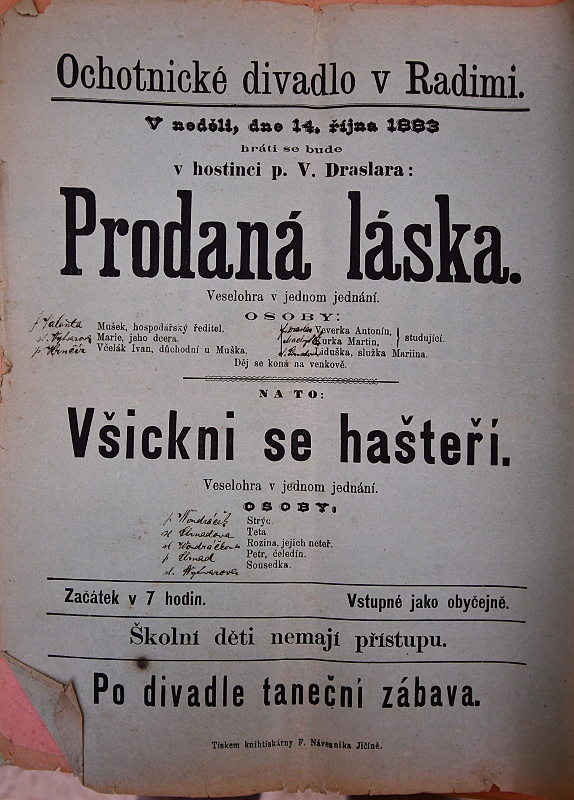 Ochotnické divadlo v Radimi.
V neděli, dne 14. října 1883
hráti se bude
v hostinci p. V. Draslara:
Prodaná láska.
Veselohra v jednom jednání.
OSOBY:
Mušek, hospodářský ředitel.
Marie, jeho dcera.
Včelák Ivan, důchodní u Muška.
Veverka Antonín,
Martin,
studující.
služka Mariina.
Děj se koná na venkově.
NA TO:
Všickni se hašteří.
Veselohra v jednom jednání.
OSOBY:
Strýc.
Teta
Rozina, jejich neteř.
Petr, čeledín.
Sousedka.
Začátek v 7 hodin.
Vstupné jako obyčejně.
Školní děti nemají přístupu.
Po divadle taneční zábava.
Tiskem knihtiskárny F. Jičíně.